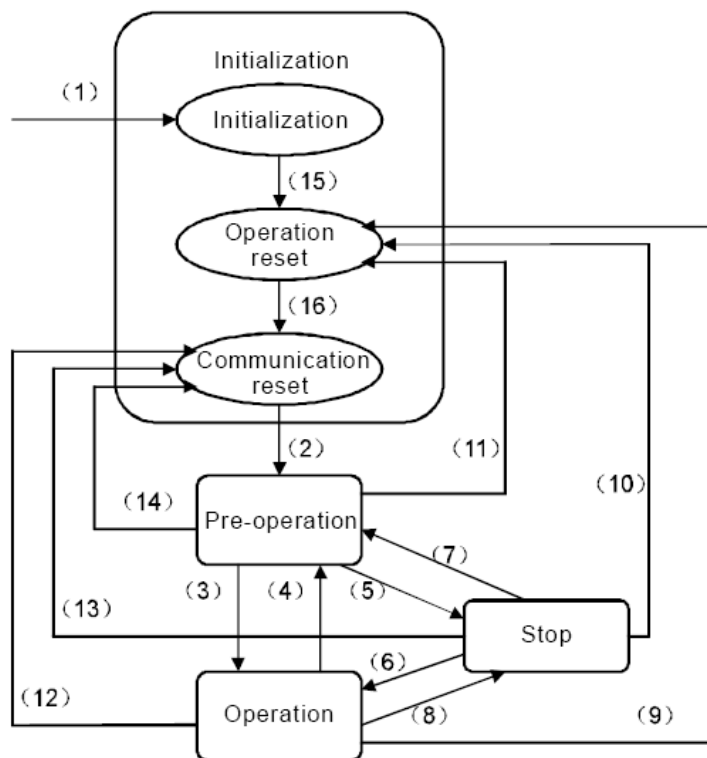 Initialization
（1）
Initialization
（15）
Operation
reset
（16）
Communication
reset
（2）
（11）
（10）
（14）
Pre-operation
（7）
（3）
（4）
（5）
（13）
Stop
（6）
（12）
Operation
（8）
（9）